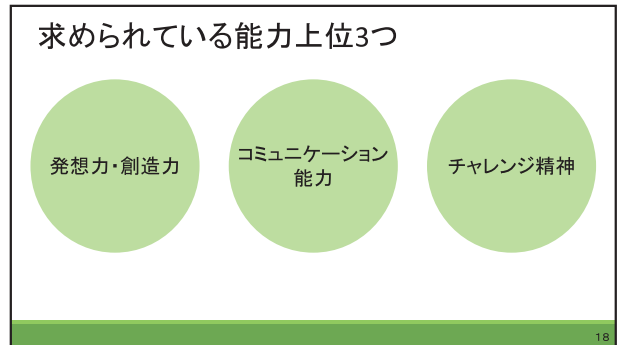 求められている能力上位3つ
発想力・創造力
コミュニケーション
能力
チャレンジ精神
18